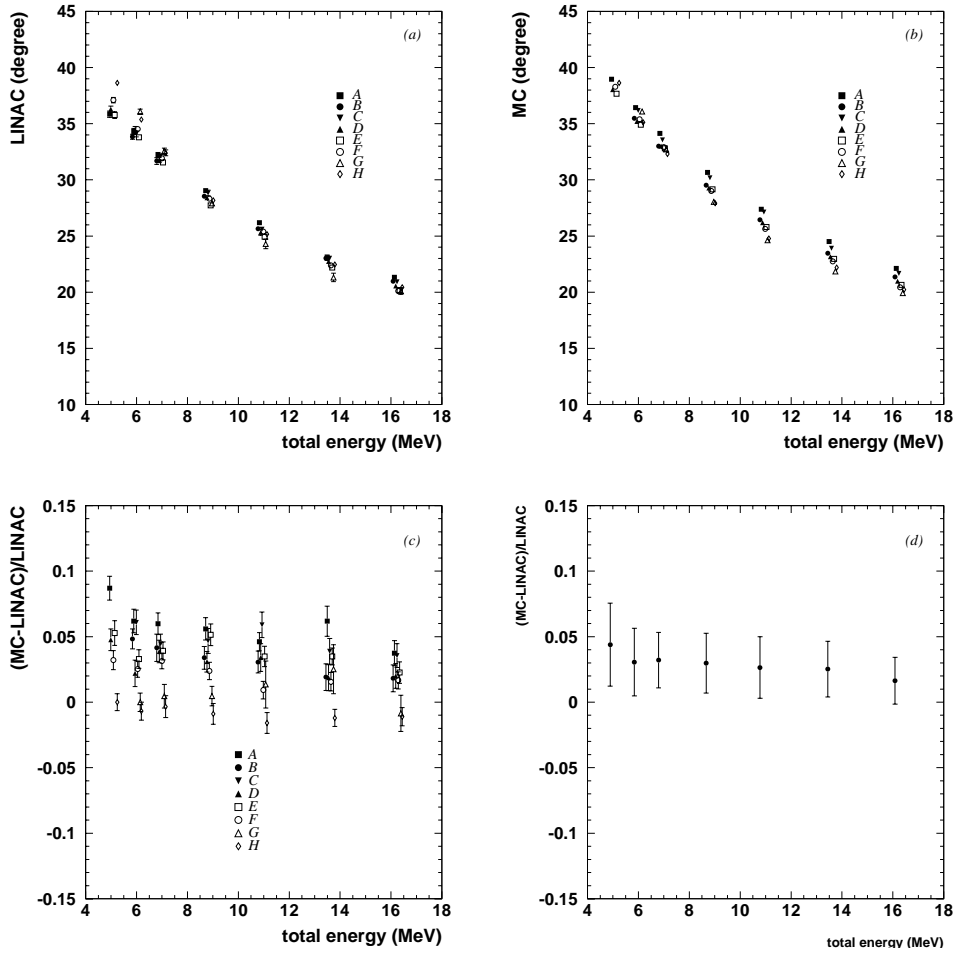 LINAC (degree)
(a)
45
40
35
30
25
20
15
10
A
B
C
D
E
F
G
H
4 6 8 10 12 14 16 18
total energy (MeV)
MC (degree)
(b)
45
40
35
30
25
20
15
10
A
B
C
D
E
F
G
H
4 6 8 10 12 14 16 18
total energy (MeV)
(MC-LINAC)/LINAC
(c)
0.15
0.1
0.05
0
-0.05
-0.1
-0.15
A
B
C
D
E
F
G
H
4 6 8 10 12 14 16 18
total energy (MeV)
(MC-LINAC)/LINAC
(d)
0.15
0.1
0.05
0
-0.05
-0.1
-0.15
4 6 8 10 12 14 16 18
total energy (MeV)